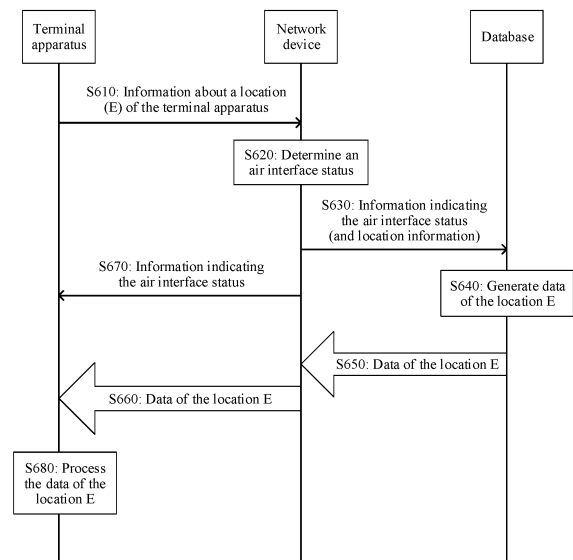 Terminal
apparatus
Network
device
Database
S610: Information about a location
(E) of the terminal apparatus
S620: Determine an
air interface status
S630: Information indicating
the air interface status
(and location information)
S670: Information indicating
the air interface status
S640: Generate data
of the location E
S650: Data of the location E
S660: Data of the location E
S680: Process
the data of the
location E